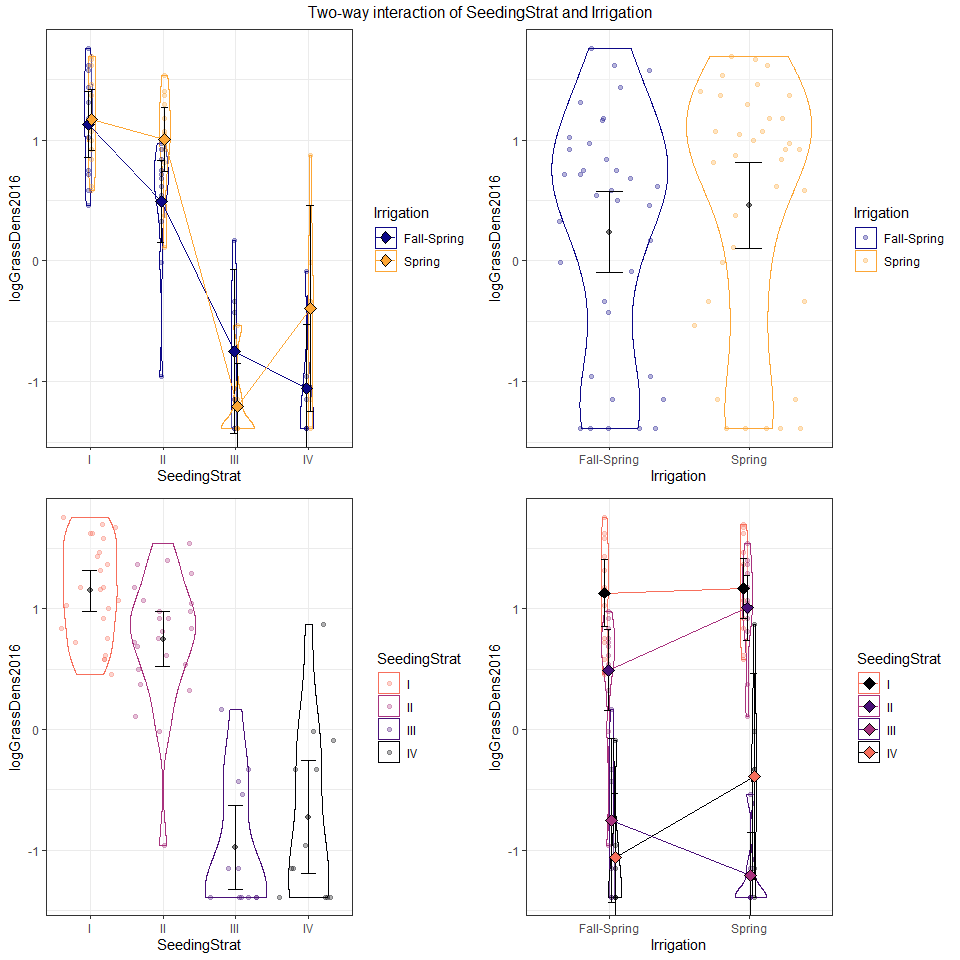 Two-way interaction of SeedingStrat and Irrigation
logGrassDens2016
1
0
-1
I II III IV
SeedingStrat
Irrigation
Fall-Spring
Spring
logGrassDens2016
1
0
-1
Fall-Spring Spring
Irrigation
Irrigation
Fall-Spring
Spring
logGrassDens2016
1
0
-1
I II III IV
SeedingStrat
SeedingStrat
I
II
III
IV
logGrassDens2016
1
0
-1
Fall-Spring Spring
Irrigation
SeedingStrat
I
II
III
IV